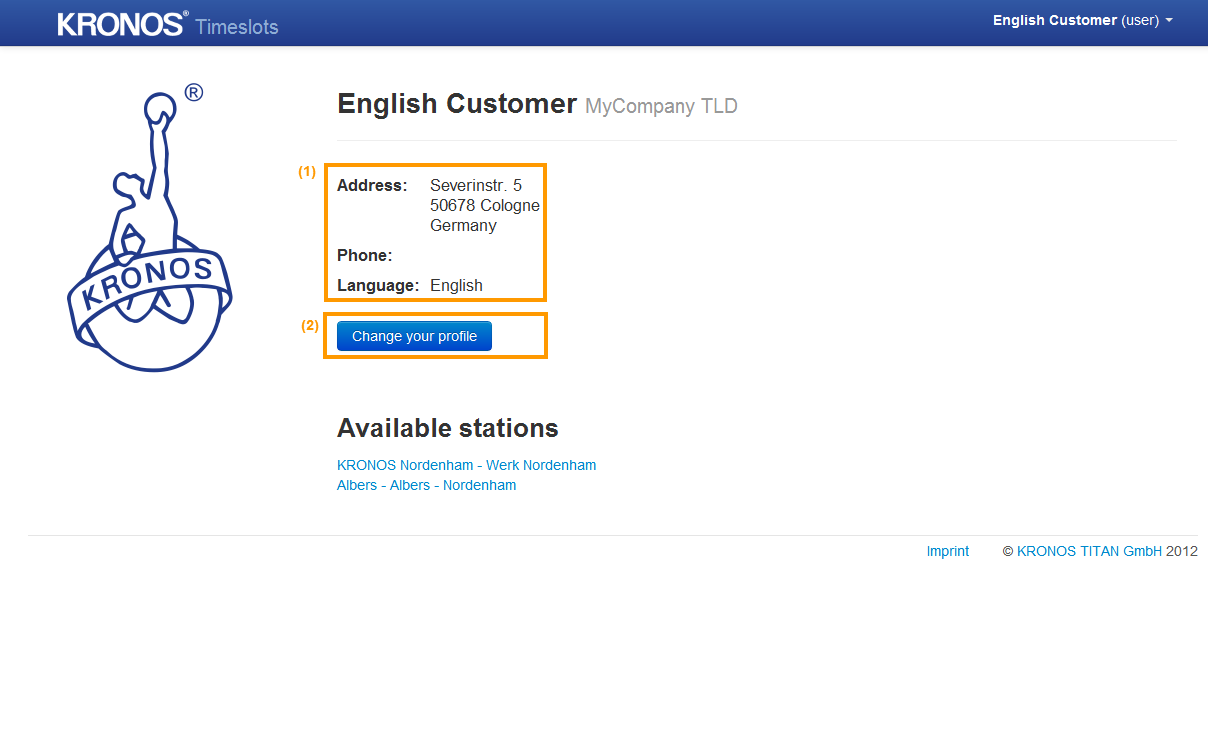 KRONOS® Timeslots
English Customer (user)
®
KRONOS
English Customer MyCompany TLD
(1)
Address: Severinstr. 5
50678 Cologne
Germany
Phone:
Language: English
(2)
Change your profile
Available stations
KRONOS Nordenham - Werk Nordenham
Albers - Albers - Nordenham
Imprint © KRONOS TITAN GmbH 2012